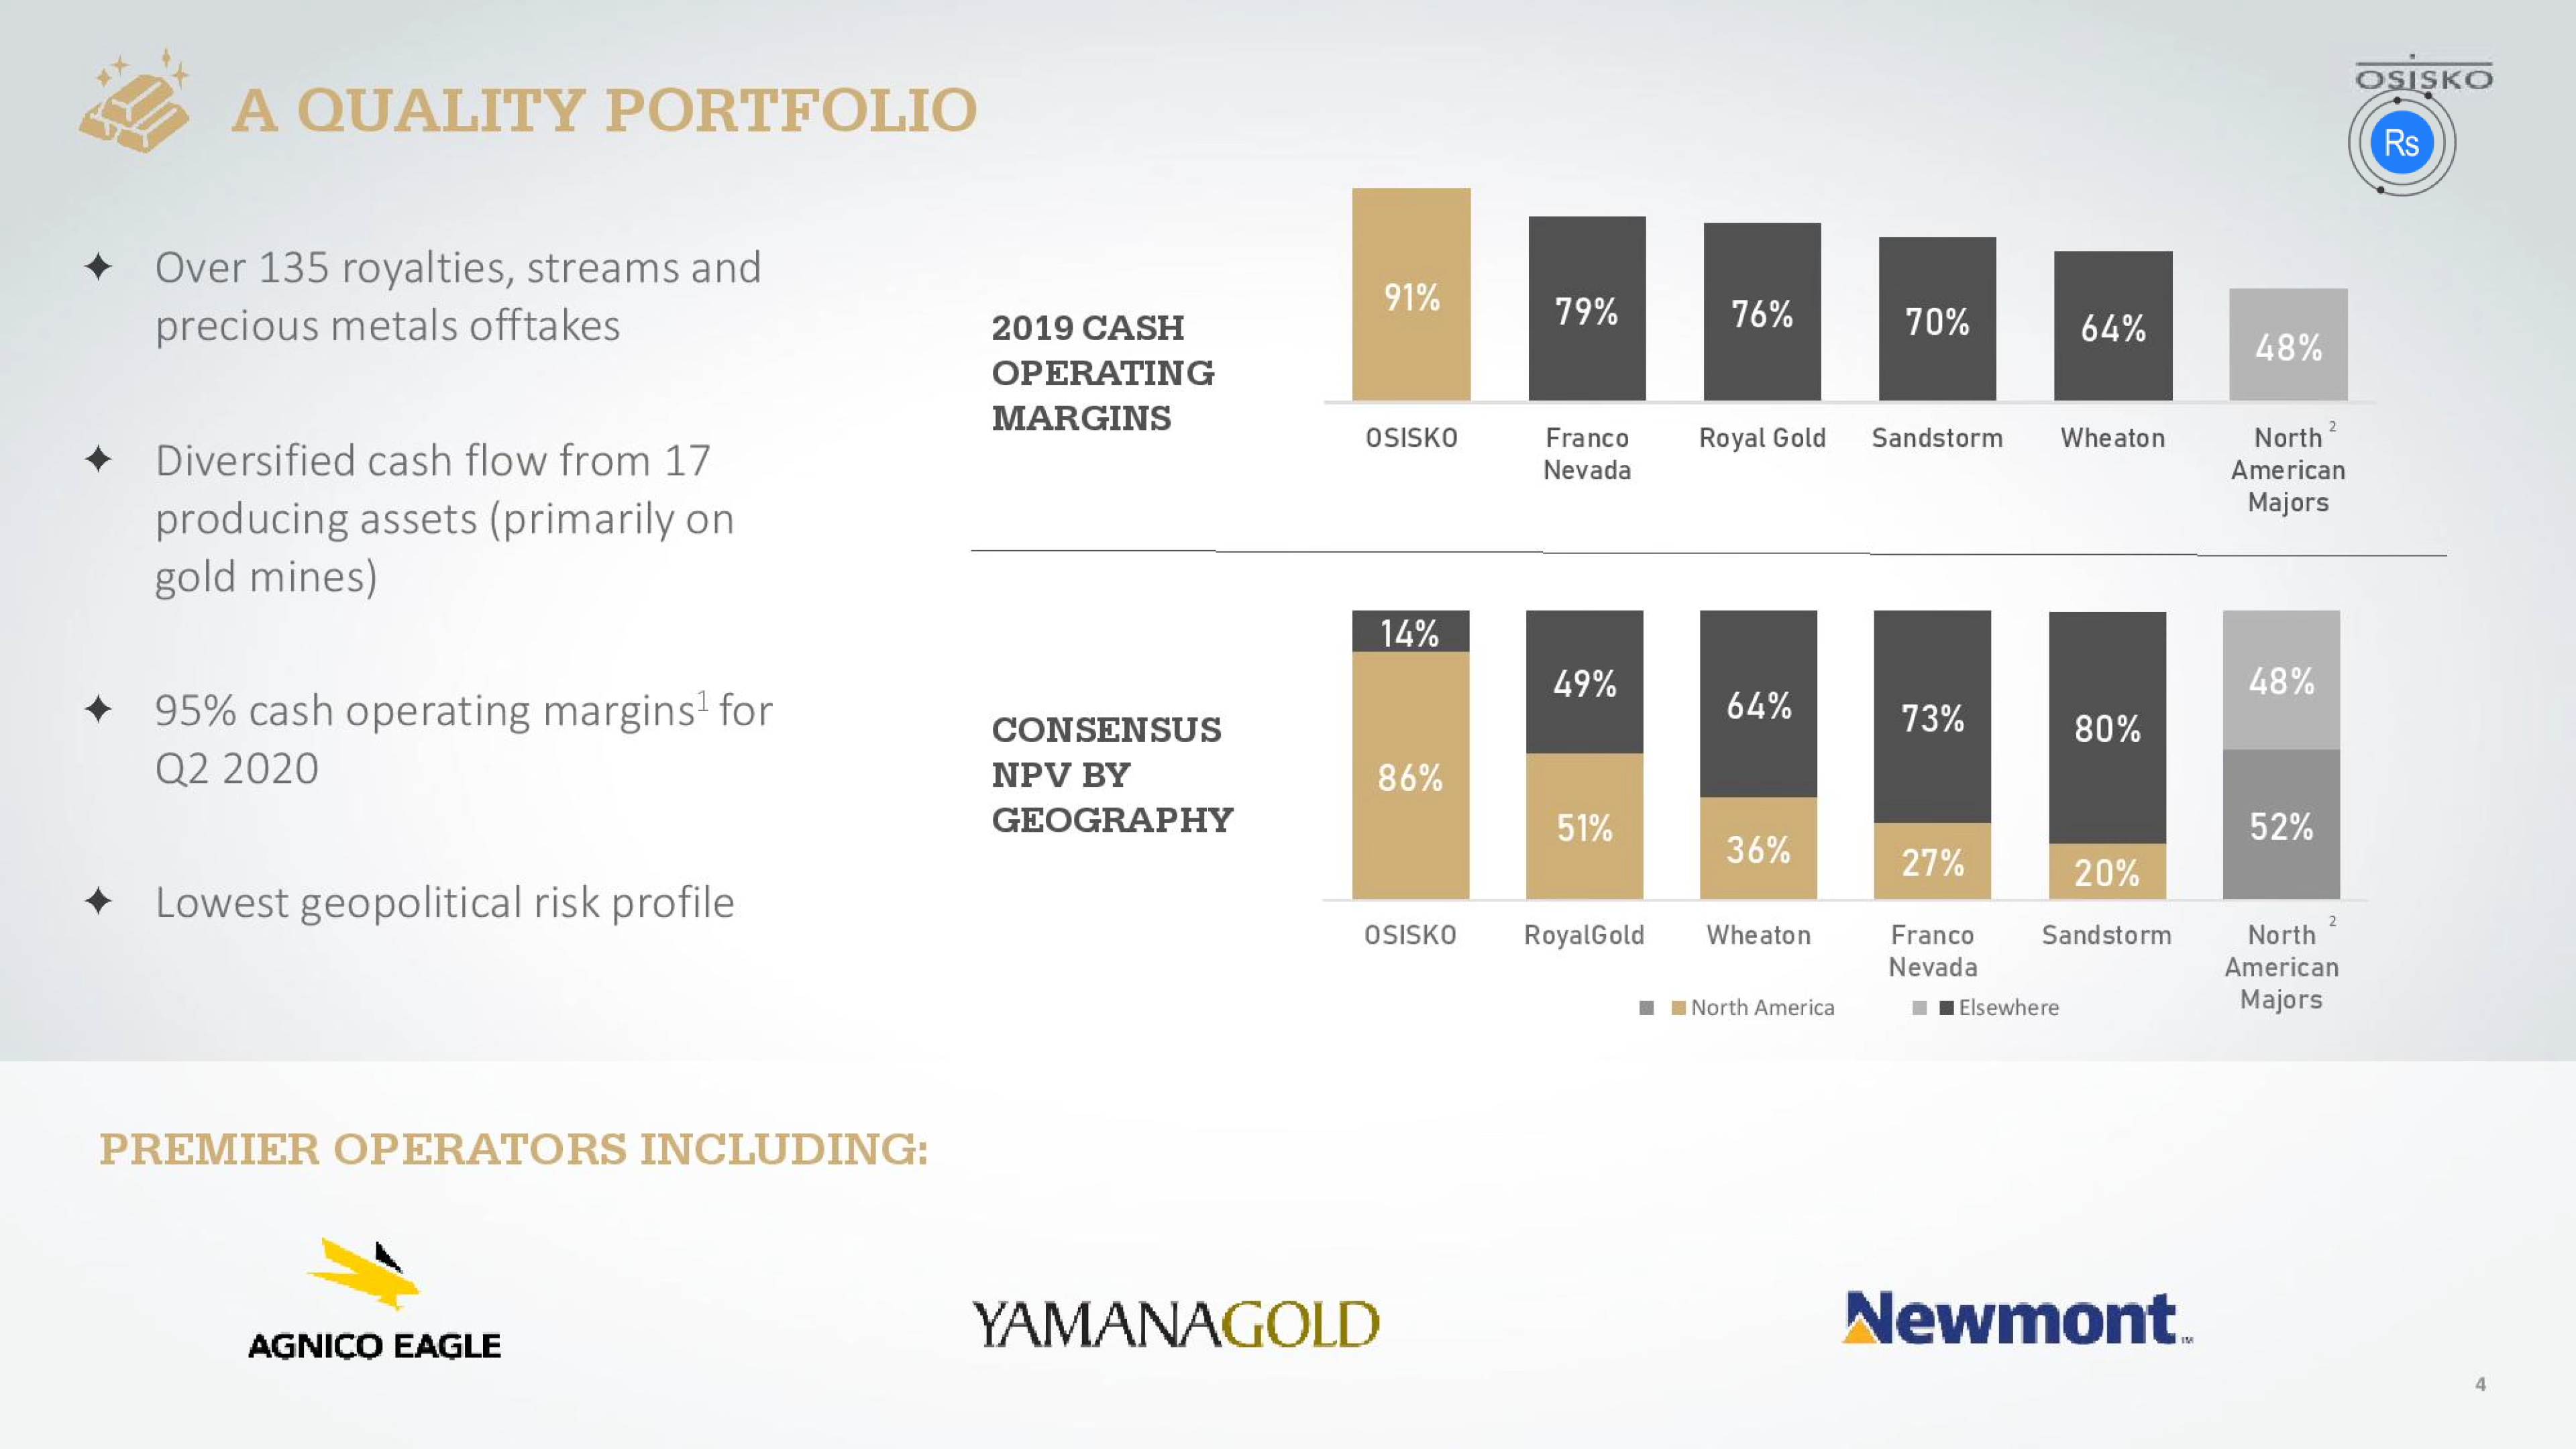 A QUALITY PORTFOLIO
OSISKO
Rs
✦ Over 135 royalties, streams and
precious metals offtakes
✦ Diversified cash flow from 17
producing assets (primarily on
gold mines)
✦ 95% cash operating margins¹ for
Q2 2020
✦ Lowest geopolitical risk profile
2019 CASH
OPERATING
MARGINS
91% 79% 76% 70% 64% 48%
OSISKO Franco Royal Gold Sandstorm Wheaton North ²
Nevada American
Majors
CONSENSUS
NPV BY
GEOGRAPHY
14% 49% 64% 73% 80% 48%
86% 51% 36% 27% 20% 52%
OSISKO RoyalGold Wheaton Franco Sandstorm North ²
Nevada American
Majors
North America Elsewhere
PREMIER OPERATORS INCLUDING:
AGNICO EAGLE
YAMANAGOLD
Newmont™
4